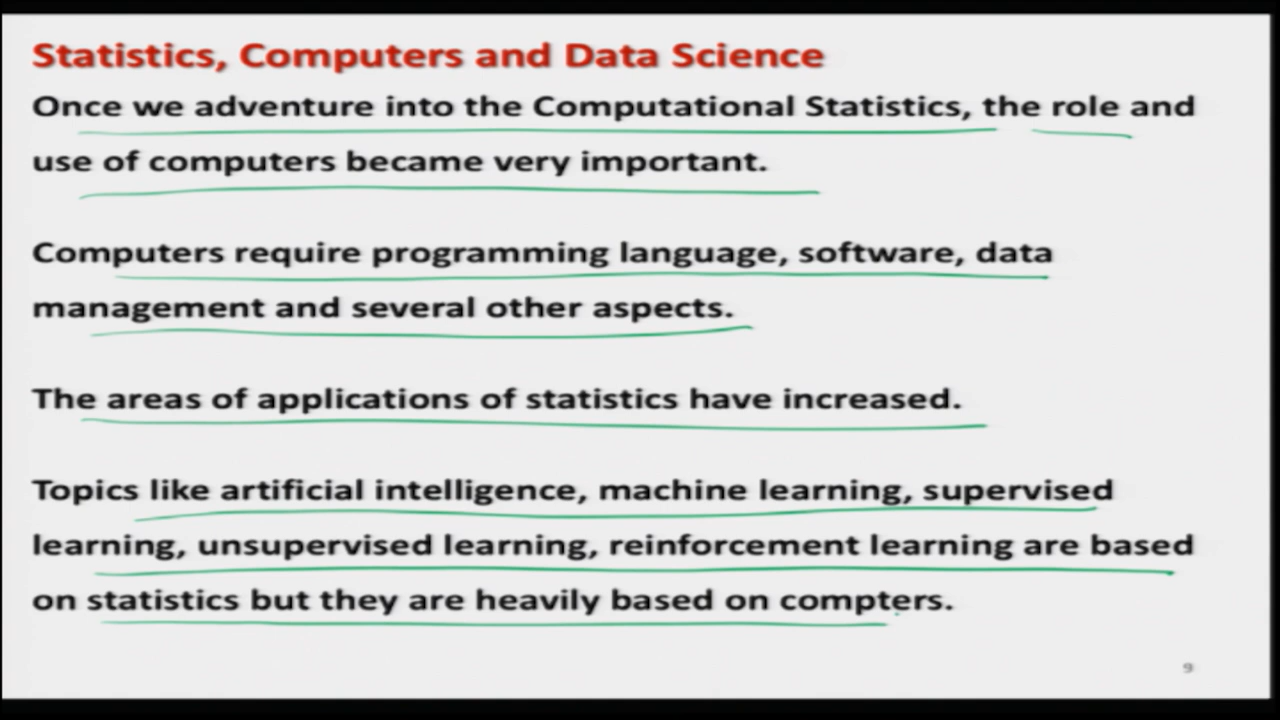 Statistics, Computers and Data Science
Once we adventure into the Computational Statistics, the role and
use of computers became very important.
Computers require programming language, software, data
management and several other aspects.
The areas of applications of statistics have increased.
Topics like artificial intelligence, machine learning, supervised
learning, unsupervised learning, reinforcement learning are based
on statistics but they are heavily based on compters.
9